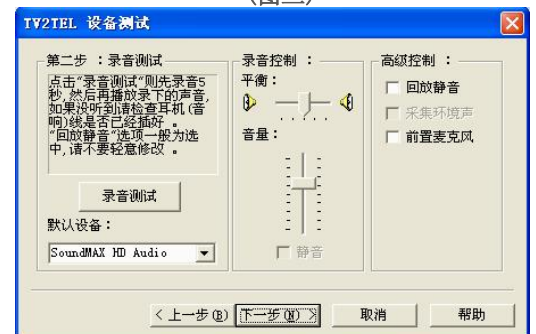 (图二)
TV2TEL 设备测试
第二步 ：录音测试
点击“录音测试”则先录音5
秒,然后再播放录下的声音,
如果没听到请检查耳机(音
响)线是否已经插好 。
“回放静音”选项一般为选
中,请不要轻意修改 。
录音测试
默认设备：
SoundMAX HD Audio
录音控制 ：
平衡：
音量：
静音
高级控制 ：
回放静音
采集环境声
前置麦克风
< 上一步(B)
下一步(N) >
取消
帮助